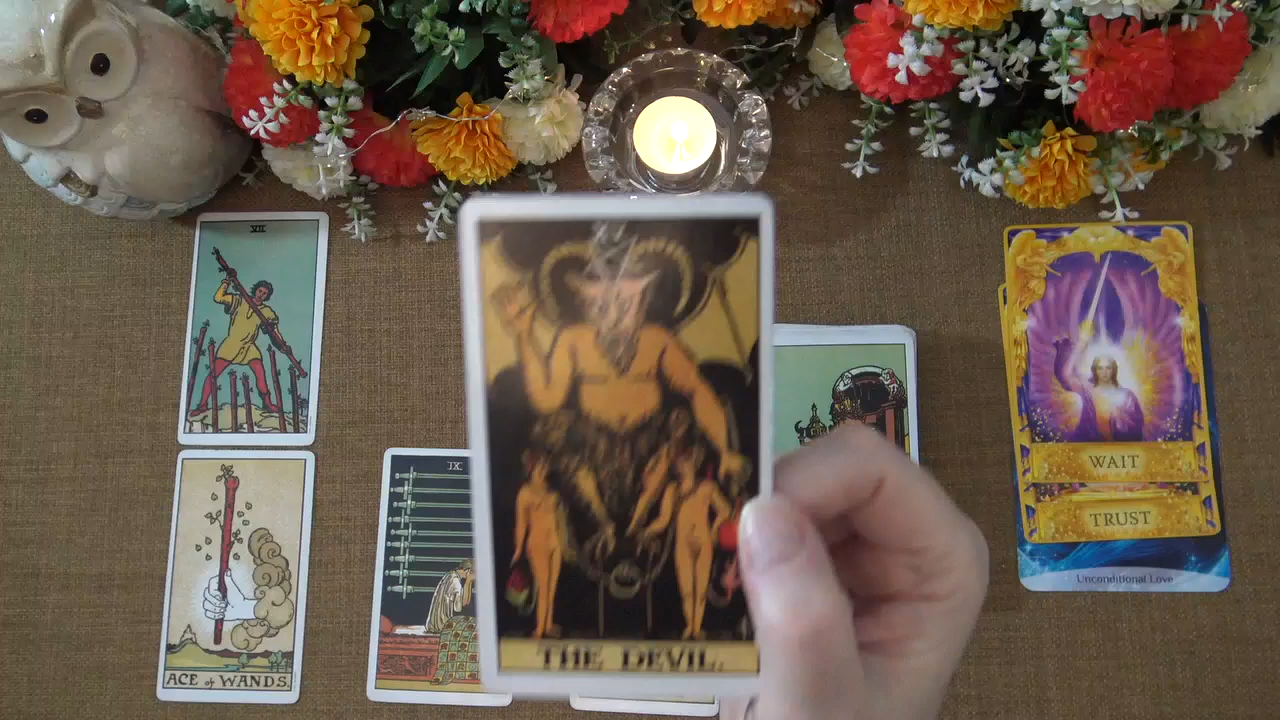 VII
ACE of WANDS.
IX
THE DEVIL.
WAIT
TRUST
Unconditional Love